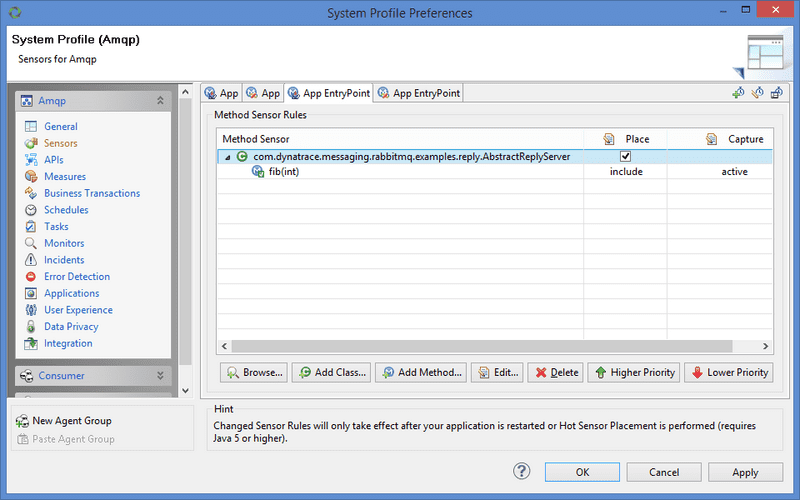 System Profile Preferences
System Profile (Amqp)
Sensors for Amqp
Amqp
General
Sensors
APIs
Measures
Business Transactions
Schedules
Tasks
Monitors
Incidents
Error Detection
Applications
User Experience
Data Privacy
Integration
Consumer
New Agent Group
Paste Agent Group
App App App EntryPoint App EntryPoint
Method Sensor Rules
Method Sensor Place Capture
com.dynatrace.messaging.rabbitmq.examples.reply.AbstractReplyServer
fib(int) include active
Browse... Add Class... Add Method... Edit... Delete Higher Priority Lower Priority
Hint
Changed Sensor Rules will only take effect after your application is restarted or Hot Sensor Placement is performed (requires
Java 5 or higher).
OK Cancel Apply